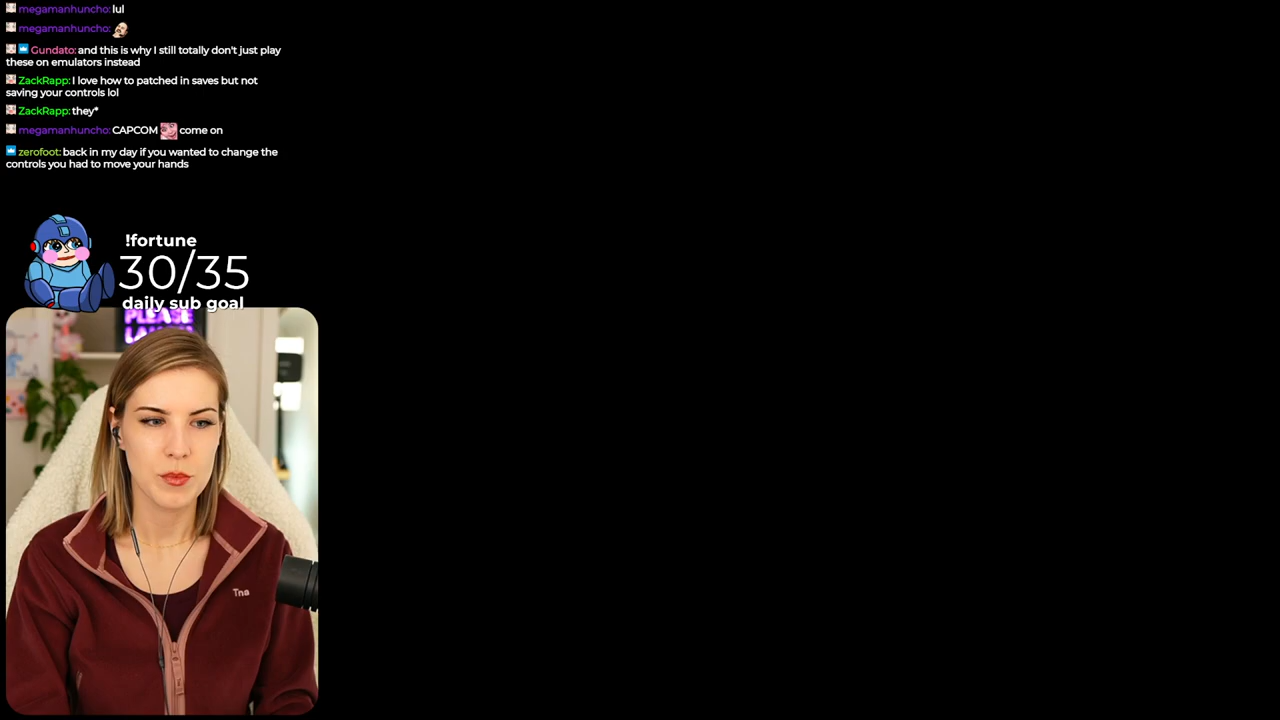 megamanhuncho: lul
megamanhuncho:
Gundato: and this is why I still totally don't just play
these on emulators instead
ZackRapp: I love how to patched in saves but not
saving your controls lol
ZackRapp: they*
megamanhuncho: CAPCOM come on
zerofoot: back in my day if you wanted to change the
controls you had to move your hands
!fortune
30/35
daily sub goal
PLEASE
Tna